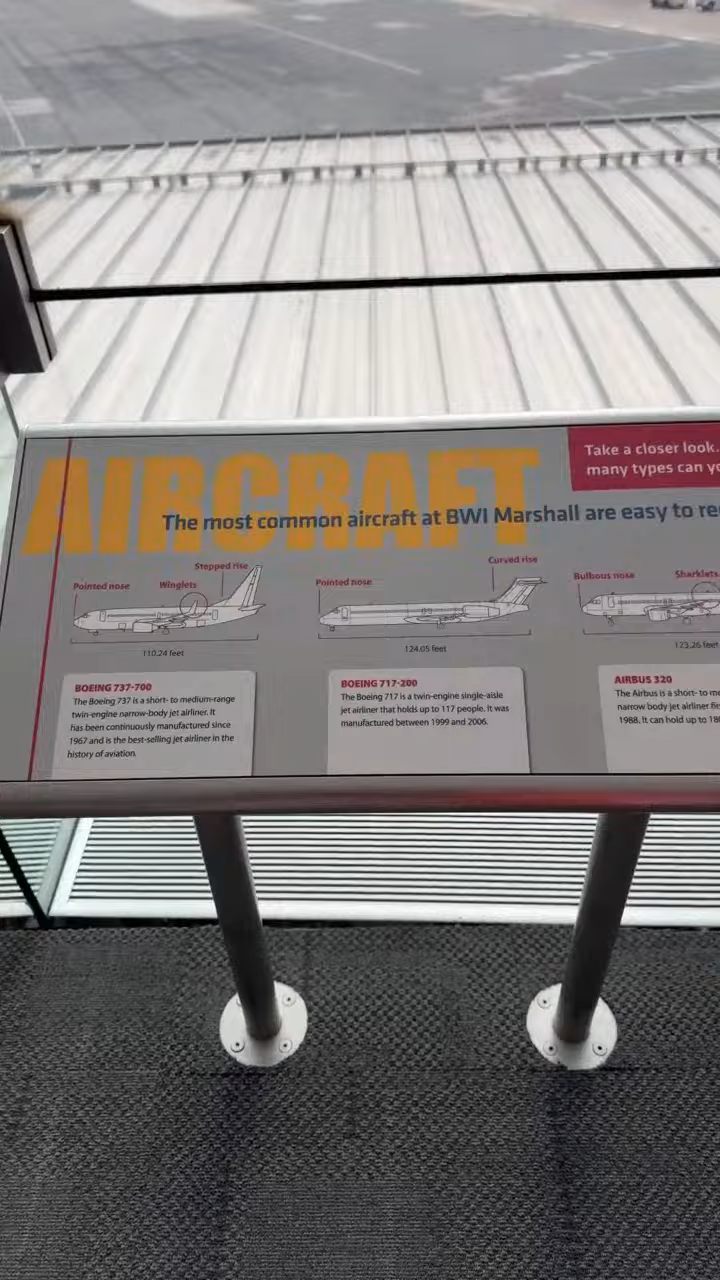 AIRCRAFT
Take a closer look.
many types can
The most common aircraft at BWI Marshall are easy to
Stepped rise
Pointed nose
Winglets
110.24 feet
Curved rise
Pointed nose
124.05 feet
Bulbous nose
Sharklets
123.26 feet
BOEING 737-700
The Boeing 737 is a short- to medium-range
twin-engine narrow-body jet airliner. It
has been continuously manufactured since
1967 and is the best-selling jet airliner in the
history of aviation.
BOEING 717-200
The Boeing 717 is a twin-engine single-aisle
jet airliner that holds up to 117 people. It was
manufactured between 1999 and 2006.
AIRBUS 320
The Airbus is a short- to
narrow body jet airliner
1988. It can hold up to